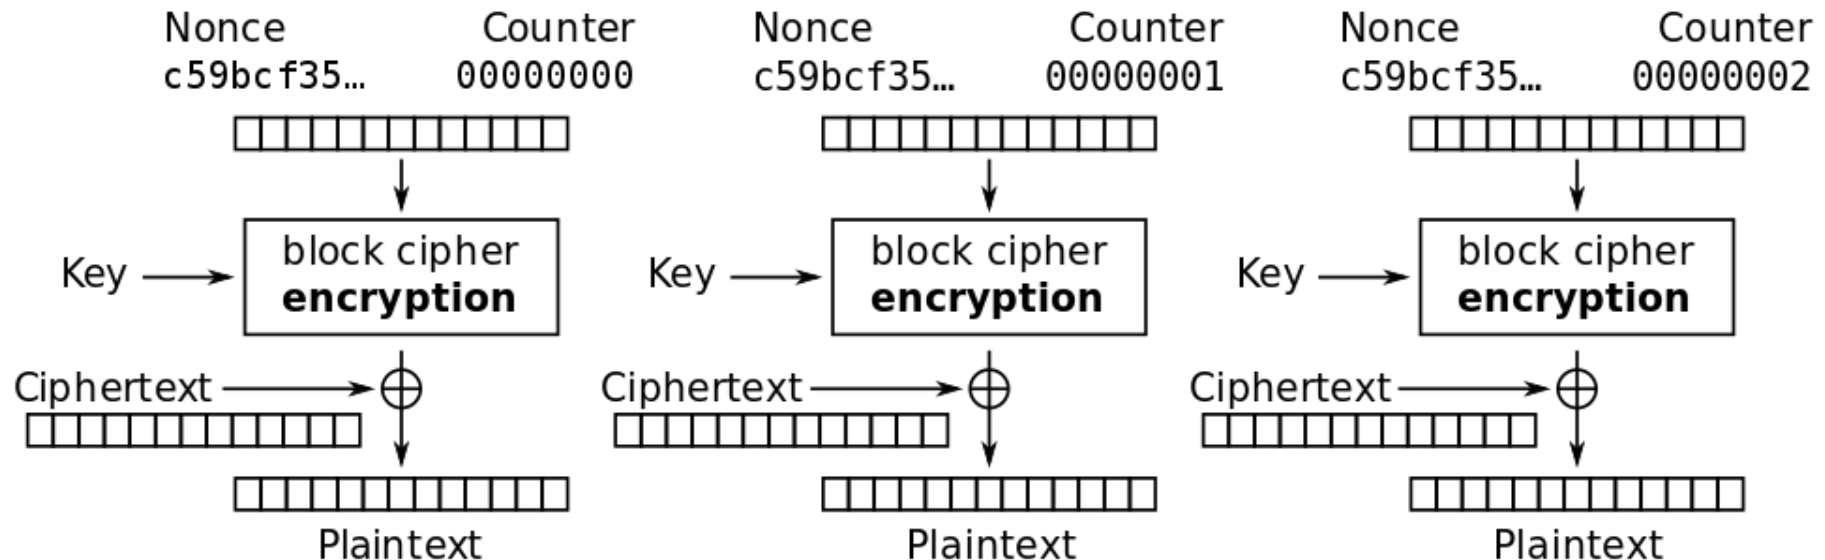 Nonce Counter Nonce Counter Nonce Counter
c59bcf35… 00000000 c59bcf35… 00000001 c59bcf35… 00000002
block cipher block cipher block cipher
Key encryption Key encryption Key encryption
Ciphertext Ciphertext Ciphertext
Plaintext Plaintext Plaintext